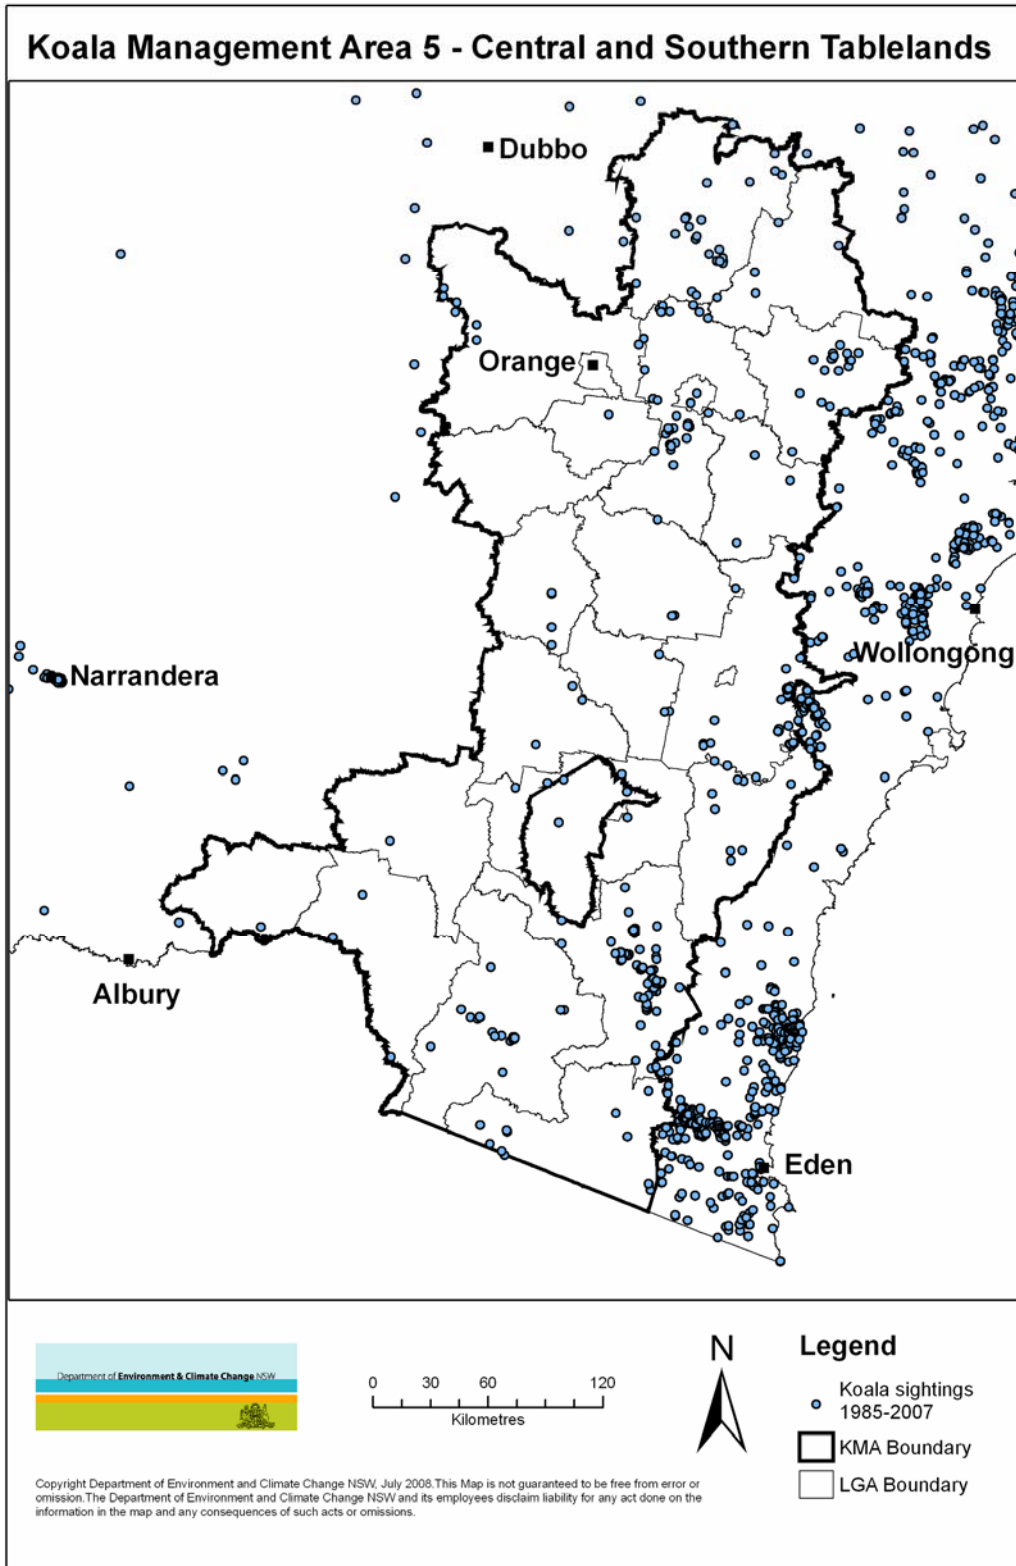 Koala Management Area 5 - Central and Southern Tablelands
Dubbo
Orange
Wollongong
Narrandera
Albury
Eden
Department of Environment & Climate Change NSW
0 30 60 120
Kilometres
N
Legend
Koala sightings
1985-2007
KMA Boundary
LGA Boundary
Copyright Department of Environment and Climate Change NSW, July 2008.This Map is not guaranteed to be free from error or
omission.The Department of Environment and Climate Change NSW and its employees disclaim liability for any act done on the
information in the map and any consequences of such acts or omissions.